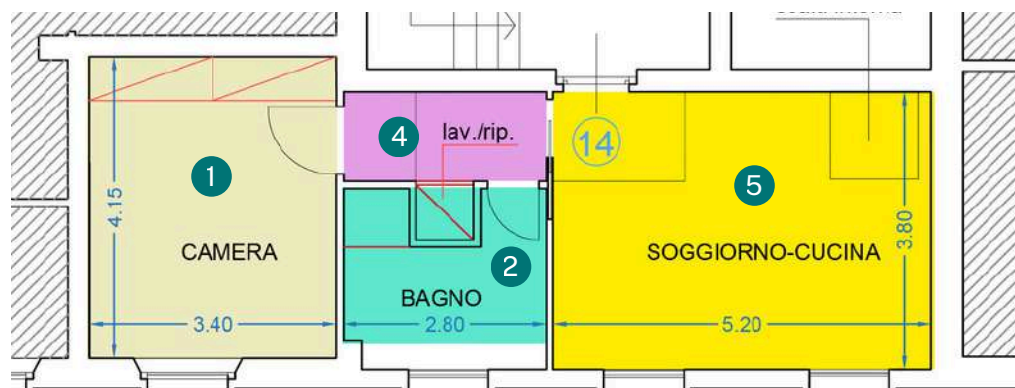 4
lav./rip.
14
1
5
4.15
3.80
CAMERA
SOGGIORNO-CUCINA
2
BAGNO
3.40
2.80
5.20